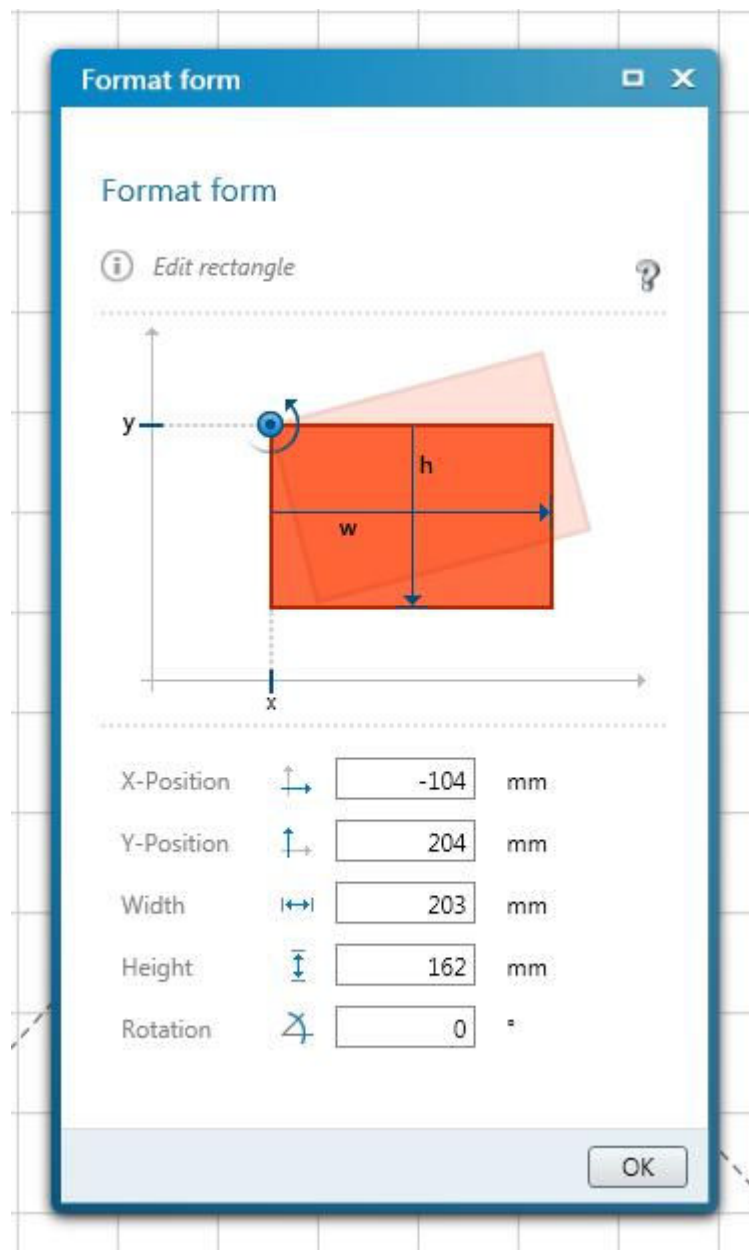 Format form
Format form
Edit rectangle
y
h
w
x
X-Position -104 mm
Y-Position 204 mm
Width 203 mm
Height 162 mm
Rotation 0 °
OK